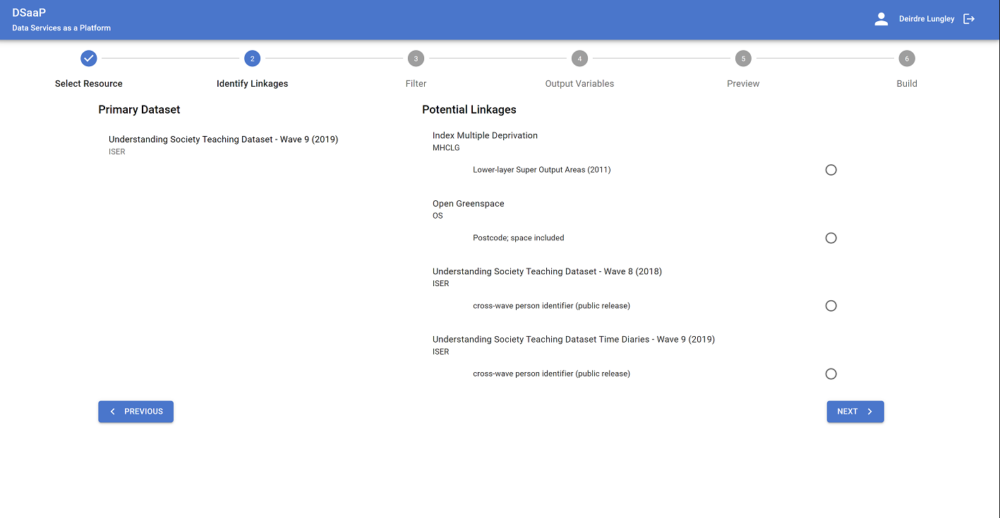 DSaaP
Data Services as a Platform
Deirdre Lungley
2
3
4
5
6
Select Resource
Identify Linkages
Filter
Output Variables
Preview
Build
Primary Dataset
Understanding Society Teaching Dataset - Wave 9 (2019)
ISER
Potential Linkages
Index Multiple Deprivation
MHCLG
Lower-layer Super Output Areas (2011)
Open Greenspace
OS
Postcode; space included
Understanding Society Teaching Dataset - Wave 8 (2018)
ISER
cross-wave person identifier (public release)
Understanding Society Teaching Dataset Time Diaries - Wave 9 (2019)
ISER
cross-wave person identifier (public release)
PREVIOUS
NEXT